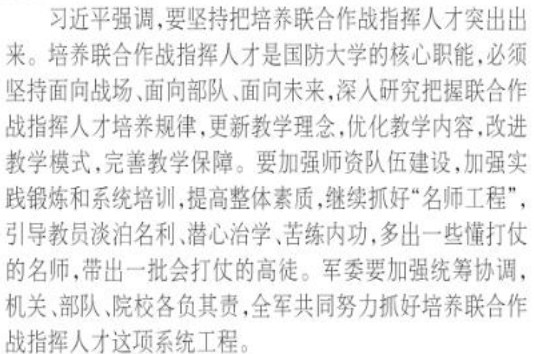 习近平强调,要坚持把培养联合作战指挥人才突出出
来。培养联合作战指挥人才是国防大学的核心职能,必须
坚持面向战场、面向部队、面向未来,深入研究把握联合作
战指挥人才培养规律,更新教学理念,优化教学内容,改进
教学模式,完善教学保障。要加强师资队伍建设,加强实
践锻炼和系统培训,提高整体素质,继续抓好“名师工程”,
引导教员淡泊名利、潜心治学、苦练内功,多出一些懂打仗
的名师,带出一批会打仗的高徒。军委要加强统筹协调,
机关、部队、院校各负其责,全军共同努力抓好培养联合作
战指挥人才这项系统工程。